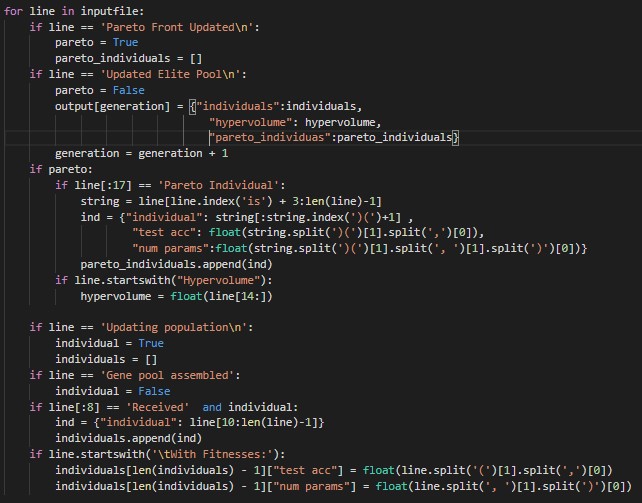 for line in inputfile:
    if line == 'Pareto Front Updated\n':
        pareto = True
        pareto_individuals = []
    if line == 'Updated Elite Pool\n':
        pareto = False
        output[generation] = {"individuals":individuals,
                                "hypervolume": hypervolume,
                                "pareto_individuas":pareto_individuals}
        generation = generation + 1
    if pareto:
        if line[:17] == 'Pareto Individual':
            string = line[line.index('is') + 3:len(line)-1]
            ind = {"individual": string[:string.index(')(')+1] ,
                    "test acc": float(string.split(')(')[1].split(',')[0]),
                    "num params":float(string.split(')(')[1].split(', ')[1].split(')')[0])}
            pareto_individuals.append(ind)
        if line.startswith("Hypervolume"):
            hypervolume = float(line[14:])
    if line == 'Updating population\n':
        individual = True
        individuals = []
    if line == 'Gene pool assembled':
        individual = False
    if line[:8] == 'Received'  and individual:
        ind = {"individual": line[10:len(line)-1]}
        individuals.append(ind)
    if line.startswith('\tWith Fitnesses:'):
        individuals[len(individuals) - 1]["test acc"] = float(line.split('(')[1].split(',')[0])
        individuals[len(individuals) - 1]["num params"] = float(line.split(', ')[1].split(')')[0])